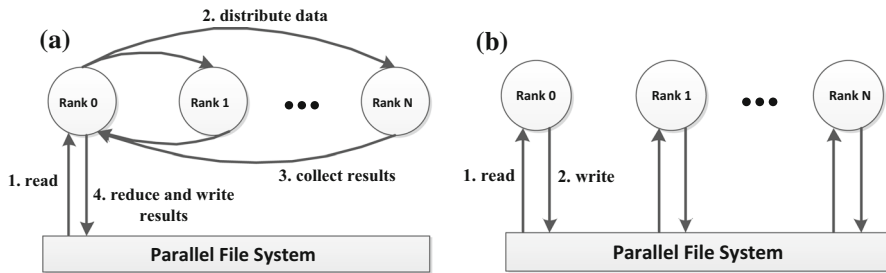 (a)
2. distribute data
Rank 0
Rank 1
Rank N
1. read
3. collect results
4. reduce and write
results
Parallel File System
(b)
Rank 0
Rank 1
Rank N
1. read
2. write
Parallel File System